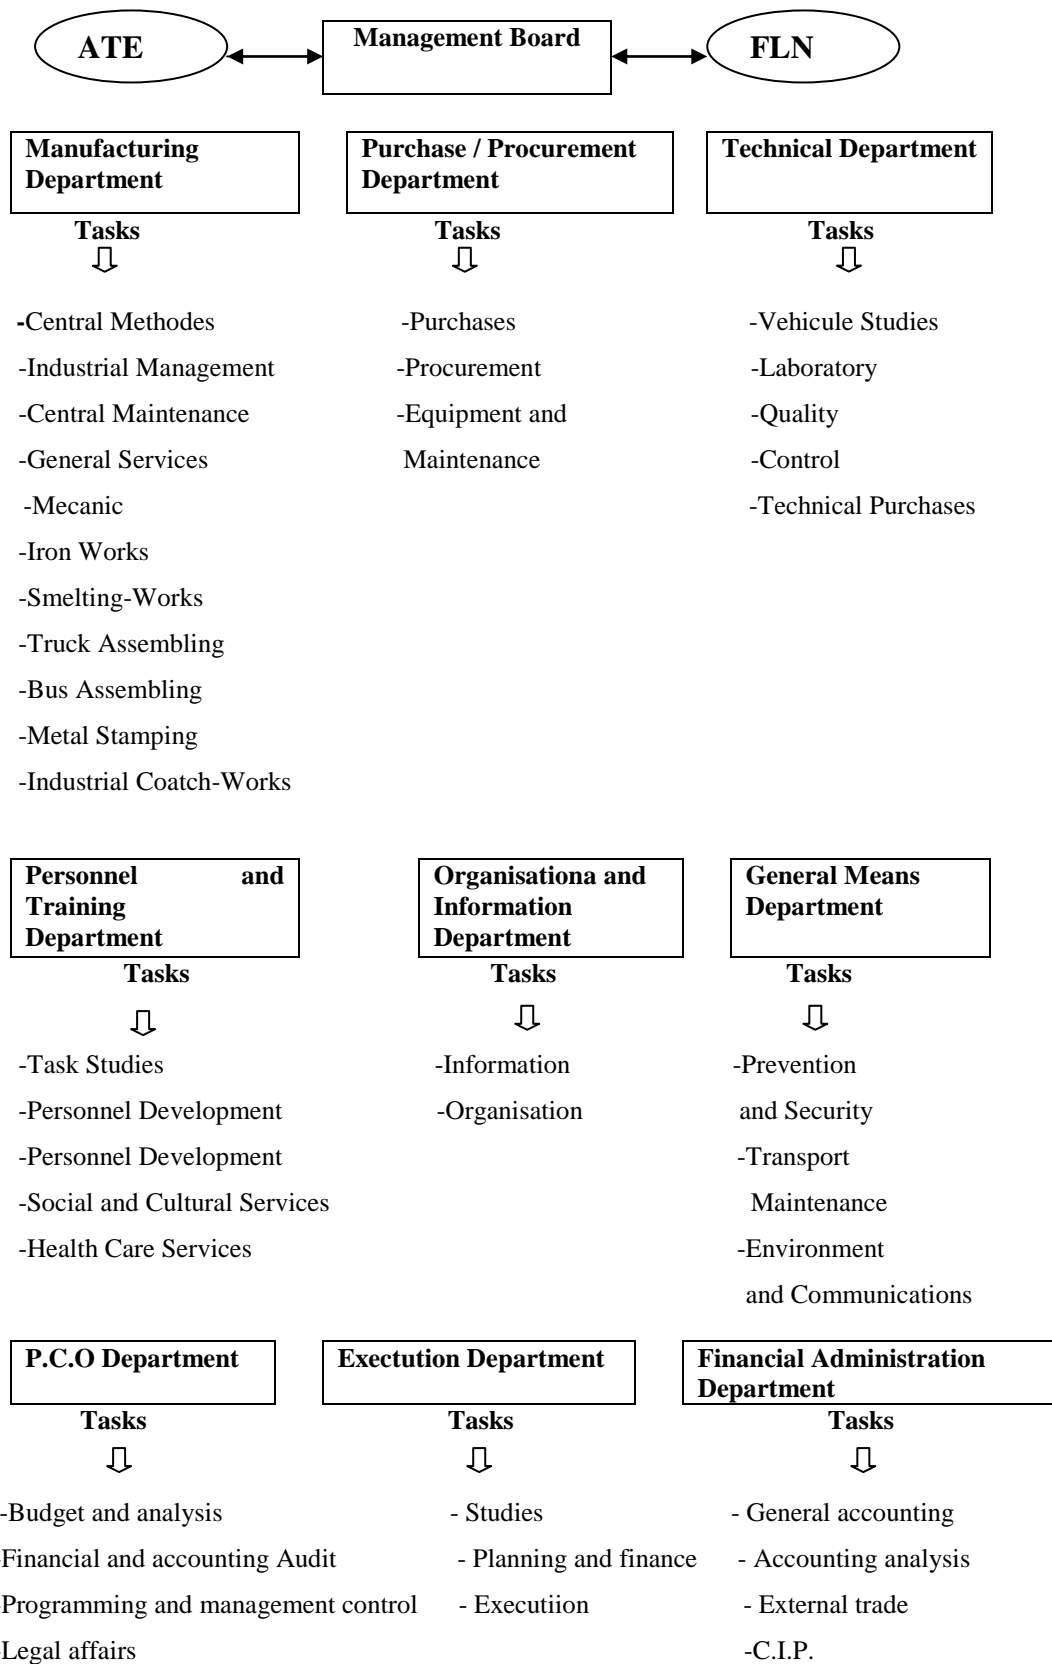 ATE
Management Board
FLN
Manufacturing
Department
Purchase / Procurement
Department
Technical Department
Tasks
Tasks
Tasks
-Central Methodes
-Industrial Management
-Central Maintenance
-General Services
-Mecanic
-Iron Works
-Smelting-Works
-Truck Assembling
-Bus Assembling
-Metal Stamping
-Industrial Coatch-Works
-Purchases
-Procurement
-Equipment and
Maintenance
-Vehicule Studies
-Laboratory
-Quality
-Control
-Technical Purchases
Personnel and
Training
Department
Organisationa and
Information
Department
General Means
Department
Tasks
Tasks
Tasks
-Task Studies
-Personnel Development
-Personnel Development
-Social and Cultural Services
-Health Care Services
-Information
-Organisation
-Prevention
and Security
-Transport
Maintenance
-Environment
and Communications
P.C.O Department
Exectution Department
Financial Administration
Department
Tasks
Tasks
Tasks
-Budget and analysis
-Financial and accounting Audit
-Programming and management control
-Legal affairs
- Studies
- Planning and finance
- Executiion
- General accounting
- Accounting analysis
- External trade
-C.I.P.